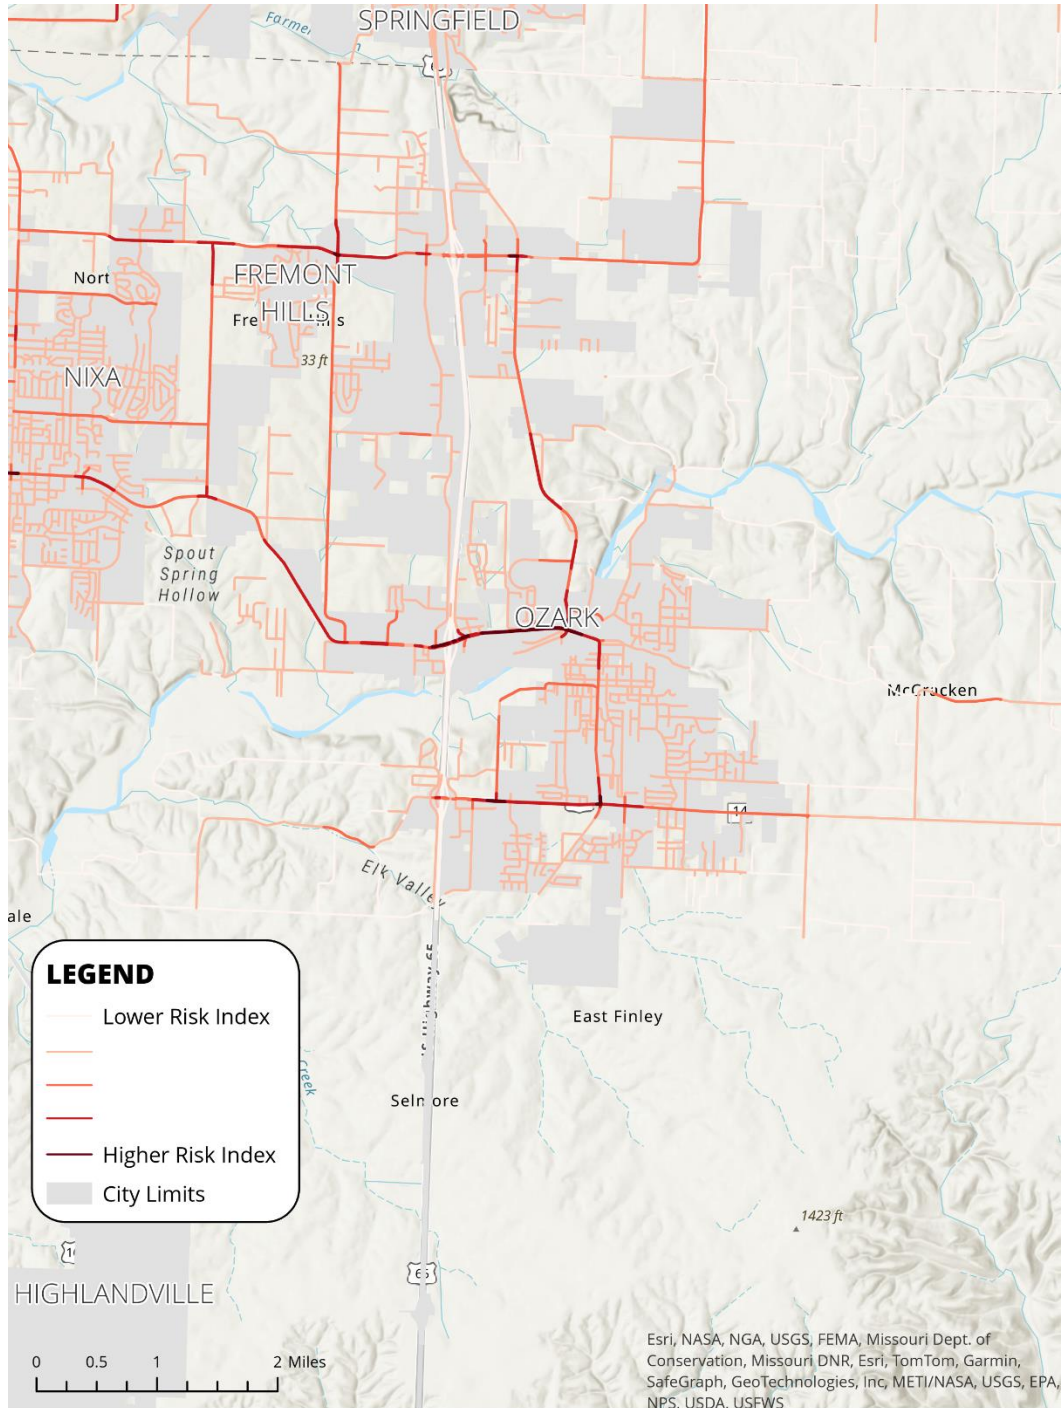 SPRINGFIELD
Nort
FREMONT
HILLS
33 ft
NIXA
Spout
Spring
Hollow
OZARK
McCracken
14
Elk Valley
ale
LEGEND
Lower Risk Index
Higher Risk Index
City Limits
East Finley
Creek
Selmore
1423 ft
65
HIGHLANDVILLE
0 0.5 1 2 Miles
Esri, NASA, NGA, USGS, FEMA, Missouri Dept. of
Conservation, Missouri DNR, Esri, TomTom, Garmin,
SafeGraph, GeoTechnologies, Inc, METI/NASA, USGS, EPA,
NPS, USDA, USFWS